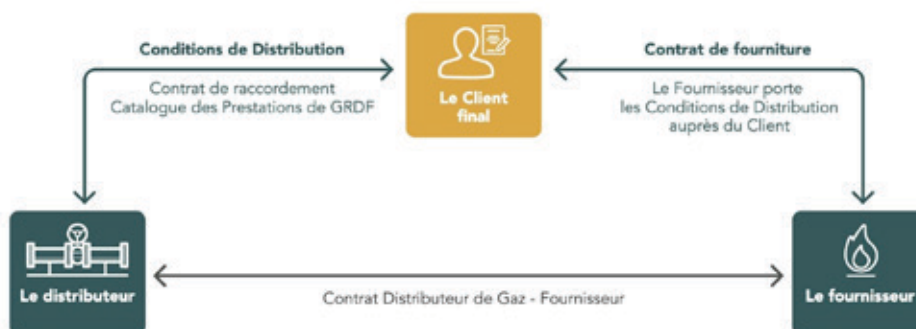 Conditions de Distribution
Contrat de raccordement
Catalogue des Prestations de GRDF
Le Client
final
Contrat de fourniture
Le Fournisseur porte
les Conditions de Distribution
auprès du Client
Le distributeur
Contrat Distributeur de Gaz - Fournisseur
Le fournisseur